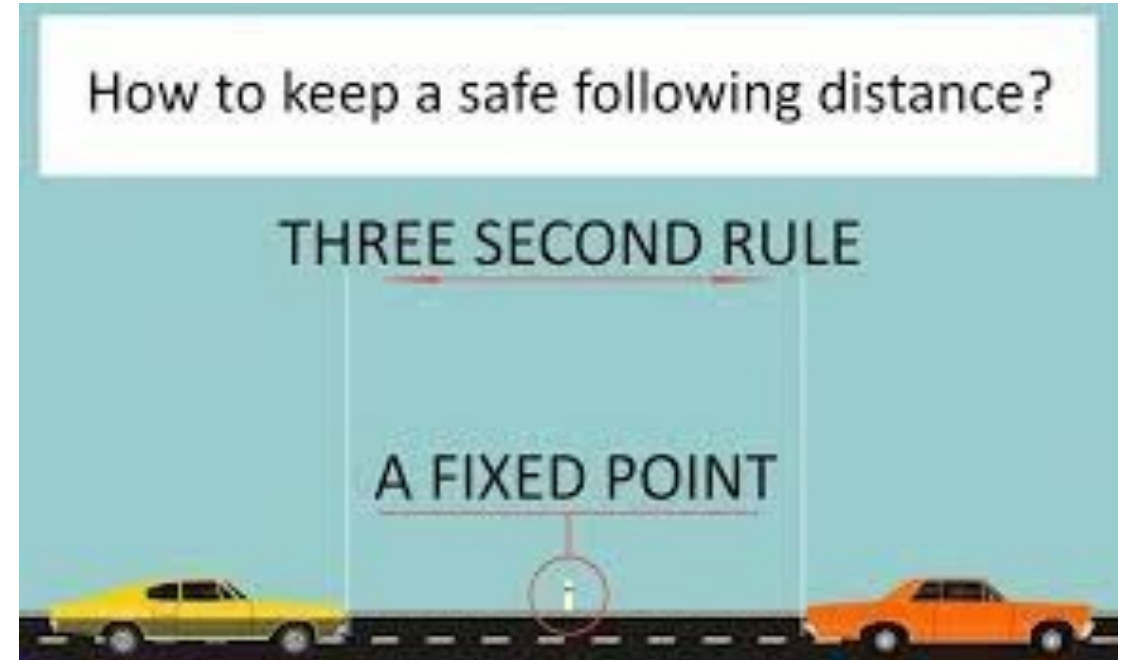 How to keep a safe following distance?
THREE SECOND RULE
A FIXED POINT